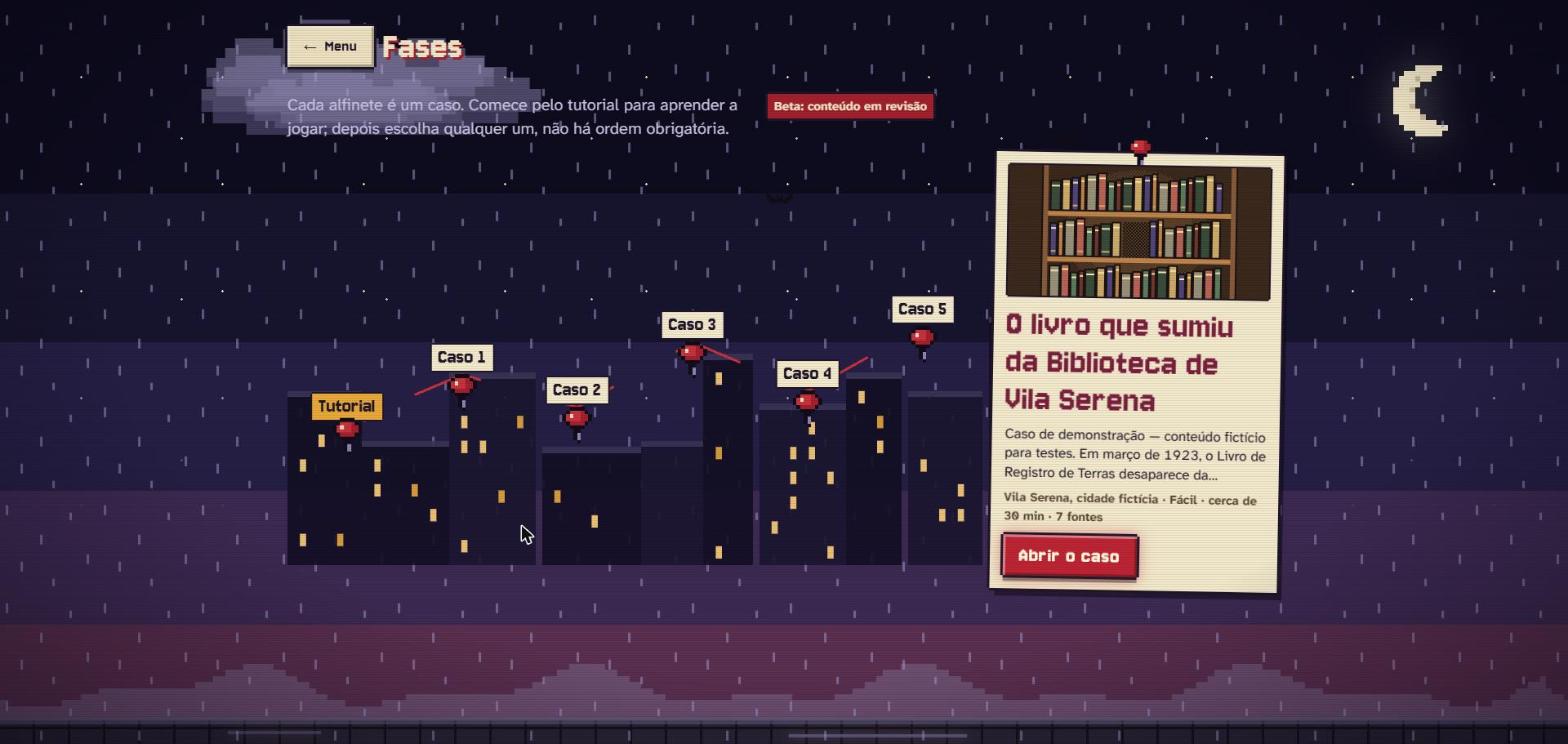 ← Menu
Fases
Cada alfinete é um caso. Comece pelo tutorial para aprender a
jogar; depois escolha qualquer um, não há ordem obrigatória.
Beta: conteúdo em revisão
Caso 5
Caso 3
Caso 1
Caso 4
Caso 2
Tutorial
O livro que sumiu
da Biblioteca de
Vila Serena
Caso de demonstração — conteúdo fictício
para testes. Em março de 1923, o Livro de
Registro de Terras desaparece da...
Vila Serena, cidade fictícia · Fácil · cerca de
30 min · 7 fontes
Abrir o caso